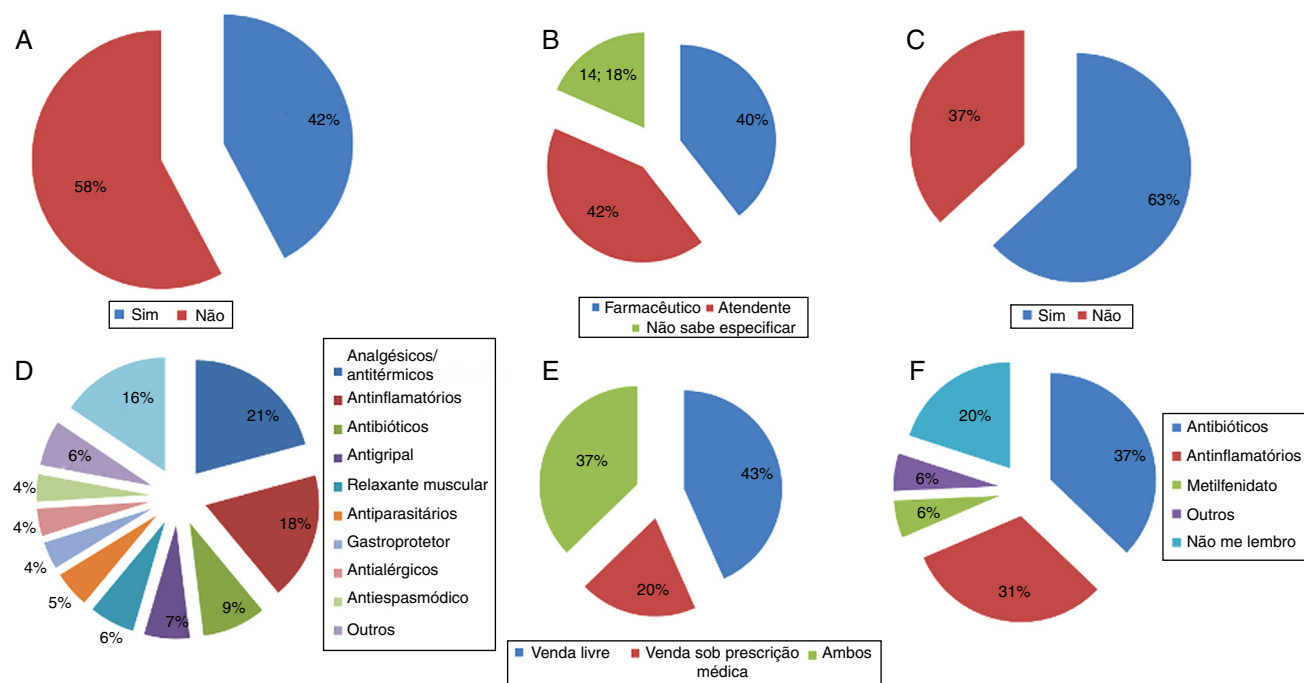 A
42%
58%
Sim Não
B
14; 18%
40%
42%
Farmacêutico Atendente
Não sabe especificar
C
37%
63%
Sim Não
D
16%
21%
6%
4%
18%
4%
4%
5%
9%
7%
6%
Analgésicos/
antitérmicos
Antinflamatórios
Antibióticos
Antigripal
Relaxante muscular
Antiparasitários
Gastroprotetor
Antialérgicos
Antiespasmódico
Outros
E
37%
43%
20%
Venda livre Venda sob prescrição Ambos
médica
F
20%
37%
6%
6%
31%
Antibióticos
Antinflamatórios
Metilfenidato
Outros
Não me lembro